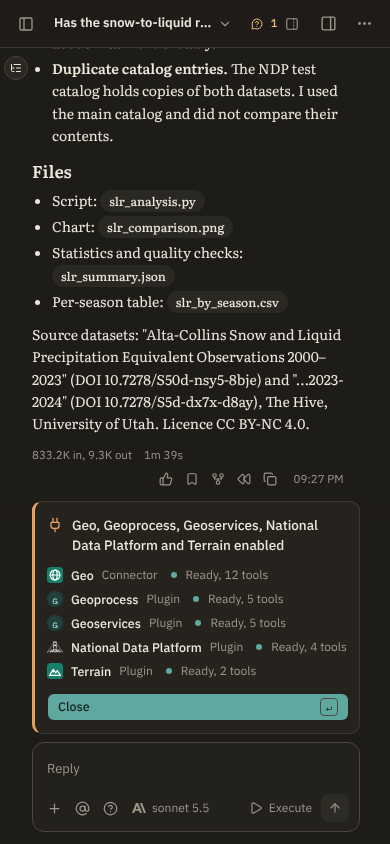 Has the snow-to-liquid r...
1
Duplicate catalog entries. The NDP test
catalog holds copies of both datasets. I used
the main catalog and did not compare their
contents.
Files
Script: slr_analysis.py
Chart: slr_comparison.png
Statistics and quality checks:
slr_summary.json
Per-season table: slr_by_season.csv
Source datasets: "Alta-Collins Snow and Liquid
Precipitation Equivalent Observations 2000–
2023" (DOI 10.7278/S50d-nsy5-8bje) and "...2023-
2024" (DOI 10.7278/S5d-dx7x-d8ay), The Hive,
University of Utah. Licence CC BY-NC 4.0.
833.2K in, 9.3K out 1m 39s
09:27 PM
Geo, Geoprocess, Geoservices, National
Data Platform and Terrain enabled
Geo Connector Ready, 12 tools
G Geoprocess Plugin Ready, 5 tools
G Geoservices Plugin Ready, 5 tools
National Data Platform Plugin Ready, 4 tools
Terrain Plugin Ready, 2 tools
Close
Reply
sonnet 5.5 Execute